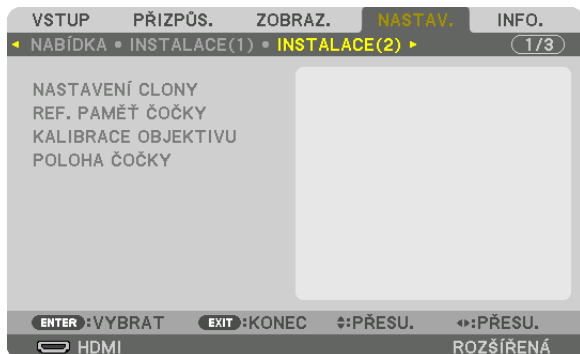 VSTUP PŘIZPŮS. ZOBRAZ. NASTAV. INFO.
NABÍDKA • INSTALACE(1) • INSTALACE(2) 1/3
NASTAVENÍ CLONY
REF. PAMĚŤ ČOČKY
KALIBRACE OBJEKTIVU
POLOHA ČOČKY
ENTER :VYBRAT EXIT :KONEC :PŘESU. :PŘESU.
HDMI ROZŠÍŘENÁ